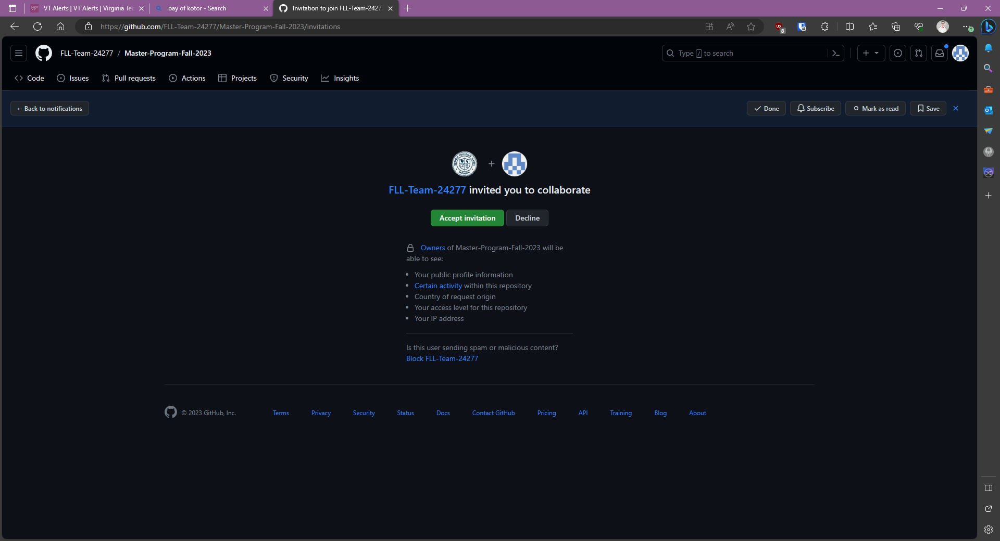 VT Alerts | VT Alerts | Virginia Tec
bay of kotor - Search
Invitation to join FLL-Team-2427
https://github.com/FLL-Team-24277/Master-Program-Fall-2023/invitations
8
1
FLL-Team-24277 / Master-Program-Fall-2023
Type / to search
Code
Issues
Pull requests
Actions
Projects
Security
Insights
← Back to notifications
Done
Subscribe
Mark as read
Save
FLL-Team-24277 invited you to collaborate
Accept invitation
Decline
Owners of Master-Program-Fall-2023 will be
able to see:
• Your public profile information
• Certain activity within this repository
• Country of request origin
• Your access level for this repository
• Your IP address
Is this user sending spam or malicious content?
Block FLL-Team-24277
© 2023 GitHub, Inc.
Terms
Privacy
Security
Status
Docs
Contact GitHub
Pricing
API
Training
Blog
About